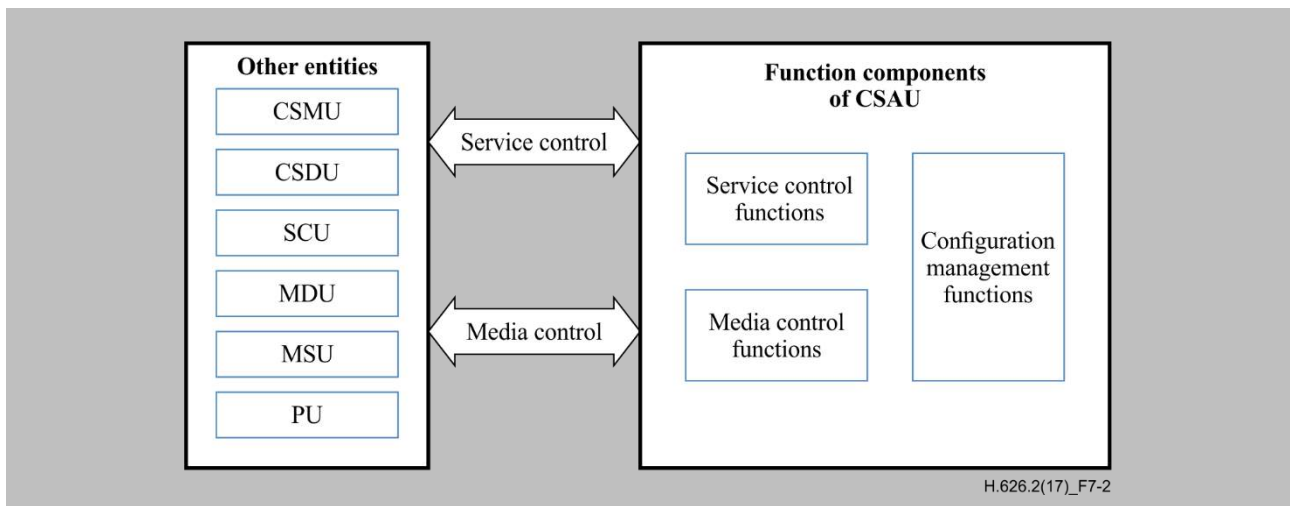 Other entities
CSMU
CSDU
SCU
MDU
MSU
PU
Service control
Media control
Function components
of CSAU
Service control
functions
Media control
functions
Configuration
management
functions
H.626.2(17)_F7-2